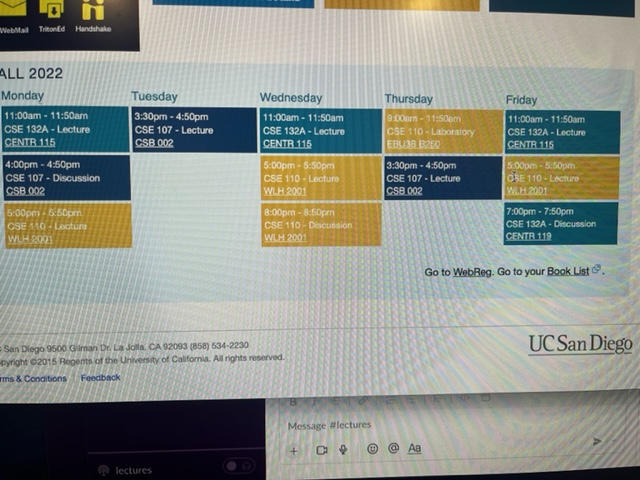 WebMail TritonEd Handshake
ALL 2022
Monday Tuesday Wednesday Thursday Friday
11:00am - 11:50am
CSE 132A - Lecture
CENTR 115
4:00pm - 4:50pm
CSE 107 - Discussion
CSB 002
5:00pm - 5:50pm
CSE 110 - Lecture
WLH 2001
3:30pm - 4:50pm
CSE 107 - Lecture
CSB 002
11:00am - 11:50am
CSE 132A - Lecture
CENTR 115
5:00pm - 5:50pm
CSE 110 - Lecture
WLH 2001
8:00pm - 8:50pm
CSE 110 - Discussion
WLH 2001
9:00am - 11:50am
CSE 110 - Laboratory
EBU3B B260
3:30pm - 4:50pm
CSE 107 - Lecture
CSB 002
11:00am - 11:50am
CSE 132A - Lecture
CENTR 115
5:00pm - 5:50pm
CSE 110 - Lecture
WLH 2001
7:00pm - 7:50pm
CSE 132A - Discussion
CENTR 119
Go to WebReg. Go to your Book List.
San Diego 9500 Gilman Dr. La Jolla, CA 92093 (858) 534-2230
pyright ©2015 Regents of the University of California. All rights reserved.
rms & Conditions Feedback
UC San Diego
Message #lectures
Aa
lectures